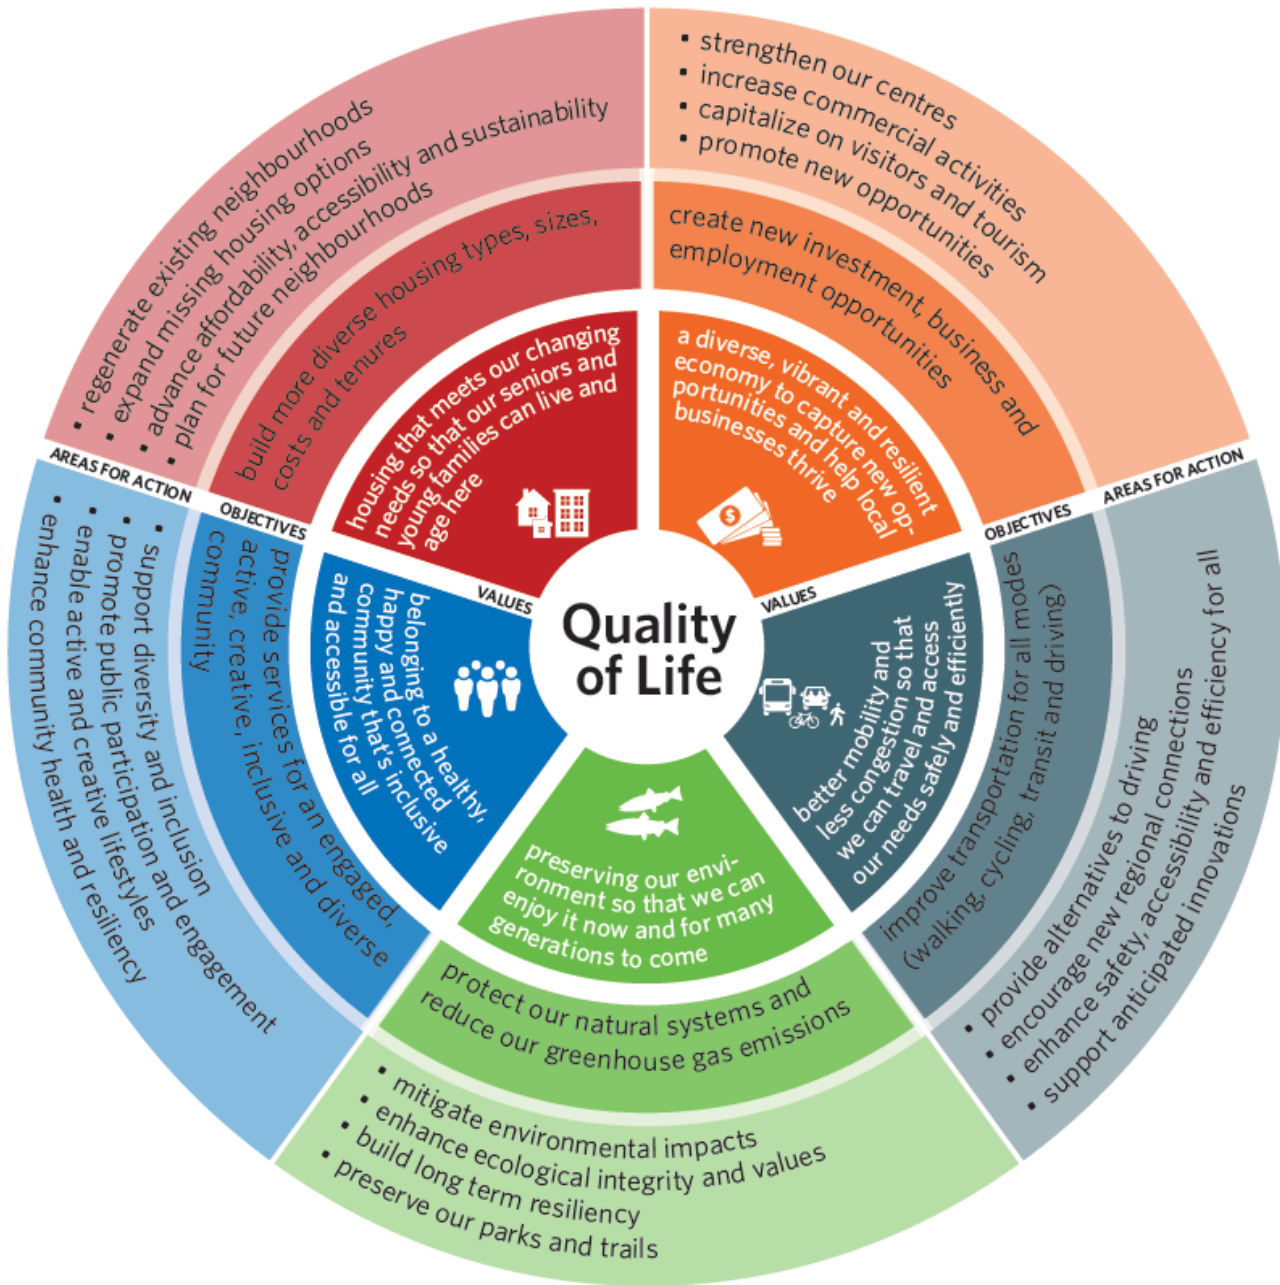 Quality
of Life
VALUES
VALUES
OBJECTIVES
OBJECTIVES
AREAS FOR ACTION
AREAS FOR ACTION
housing that meets our changing
needs so that our seniors and
young families can live and
age here
build more diverse housing types, sizes,
costs and tenures
▪ regenerate existing neighbourhoods
▪ expand missing housing options
▪ advance affordability, accessibility and sustainability
▪ plan for future neighbourhoods
a diverse, vibrant and resilient
economy to capture new op-
portunities and help local
businesses thrive
create new investment, business and
employment opportunities
▪ strengthen our centres
▪ increase commercial activities
▪ capitalize on visitors and tourism
▪ promote new opportunities
better mobility and
less congestion so that
we can travel and access
our needs safely and efficiently
improve transportation for all modes
(walking, cycling, transit and driving)
▪ provide alternatives to driving
▪ encourage new regional connections
▪ enhance safety, accessibility and efficiency for all
▪ support anticipated innovations
preserving our envi-
ronment so that we can
enjoy it now and for many
generations to come
protect our natural systems and
reduce our greenhouse gas emissions
▪ mitigate environmental impacts
▪ enhance ecological integrity and values
▪ build long term resiliency
▪ preserve our parks and trails
belonging to a healthy,
happy and connected
community that's inclusive
and accessible for all
provide services for an engaged,
active, creative, inclusive and diverse
community
▪ support diversity and inclusion
▪ promote public participation and engagement
▪ enable active and creative lifestyles
▪ enhance community health and resiliency
$